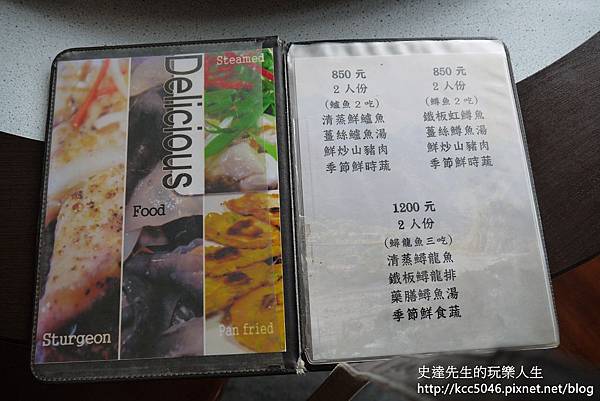 Delicious
Steamed
Food
Sturgeon
Pan fried
850元
2人份
(鱸魚2吃)
清蒸鮮鱸魚
薑絲鱸魚湯
鮮炒山豬肉
季節鮮時蔬
850元
2人份
(鱒魚2吃)
鐵板虹鱒魚
薑絲鱒魚湯
鮮炒山豬肉
季節鮮時蔬
1200元
2人份
(鱘龍魚三吃)
清蒸鱘龍魚
鐵板鱘龍排
藥膳鱘魚湯
季節鮮食蔬
史達先生的玩樂人生
http://kcc5046.pixnet.net/blog